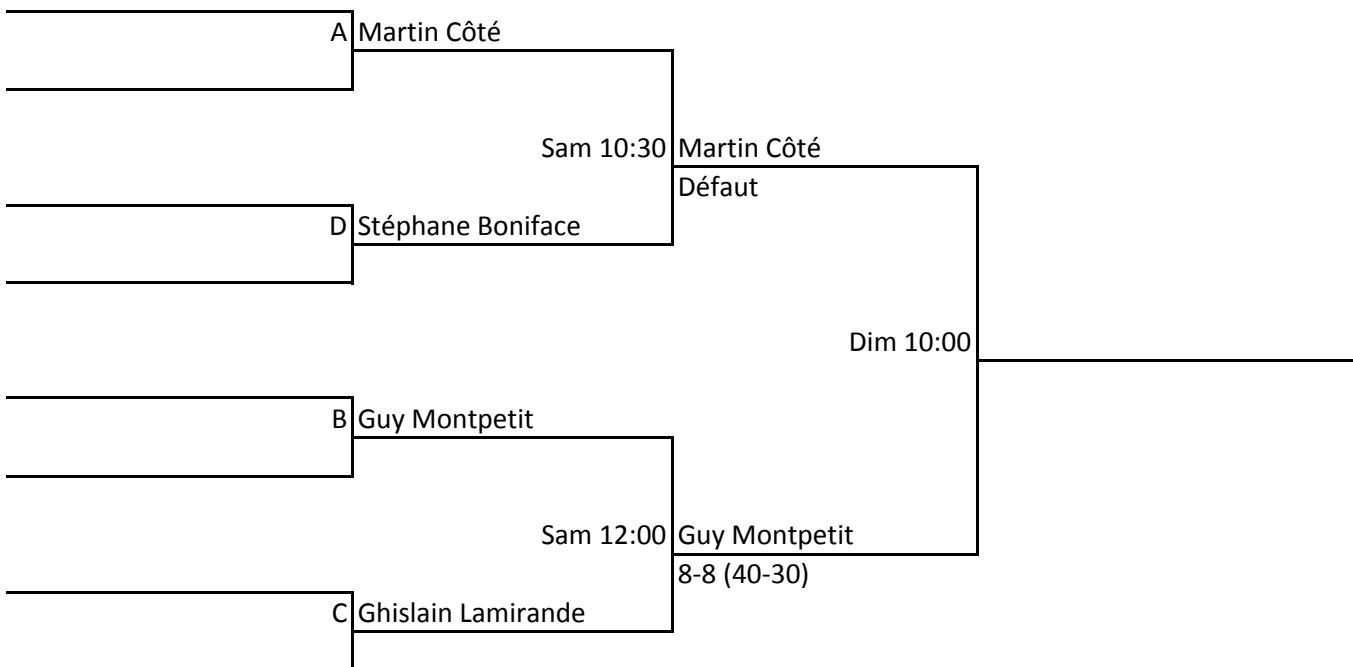 A Martin Côté
Sam 10:30 Martin Côté
Défaut
D Stéphane Boniface
Dim 10:00
B Guy Montpetit
Sam 12:00 Guy Montpetit
8-8 (40-30)
C Ghislain Lamirande